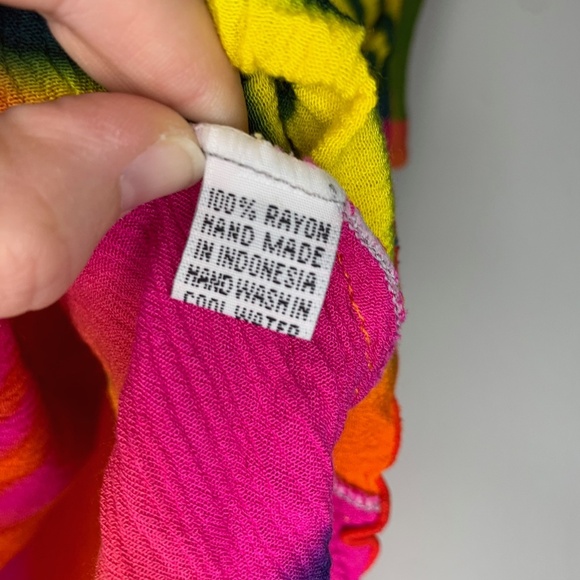 100% RAYON
HAND MADE
IN INDONESIA
HAND WASH IN
COOL WATER